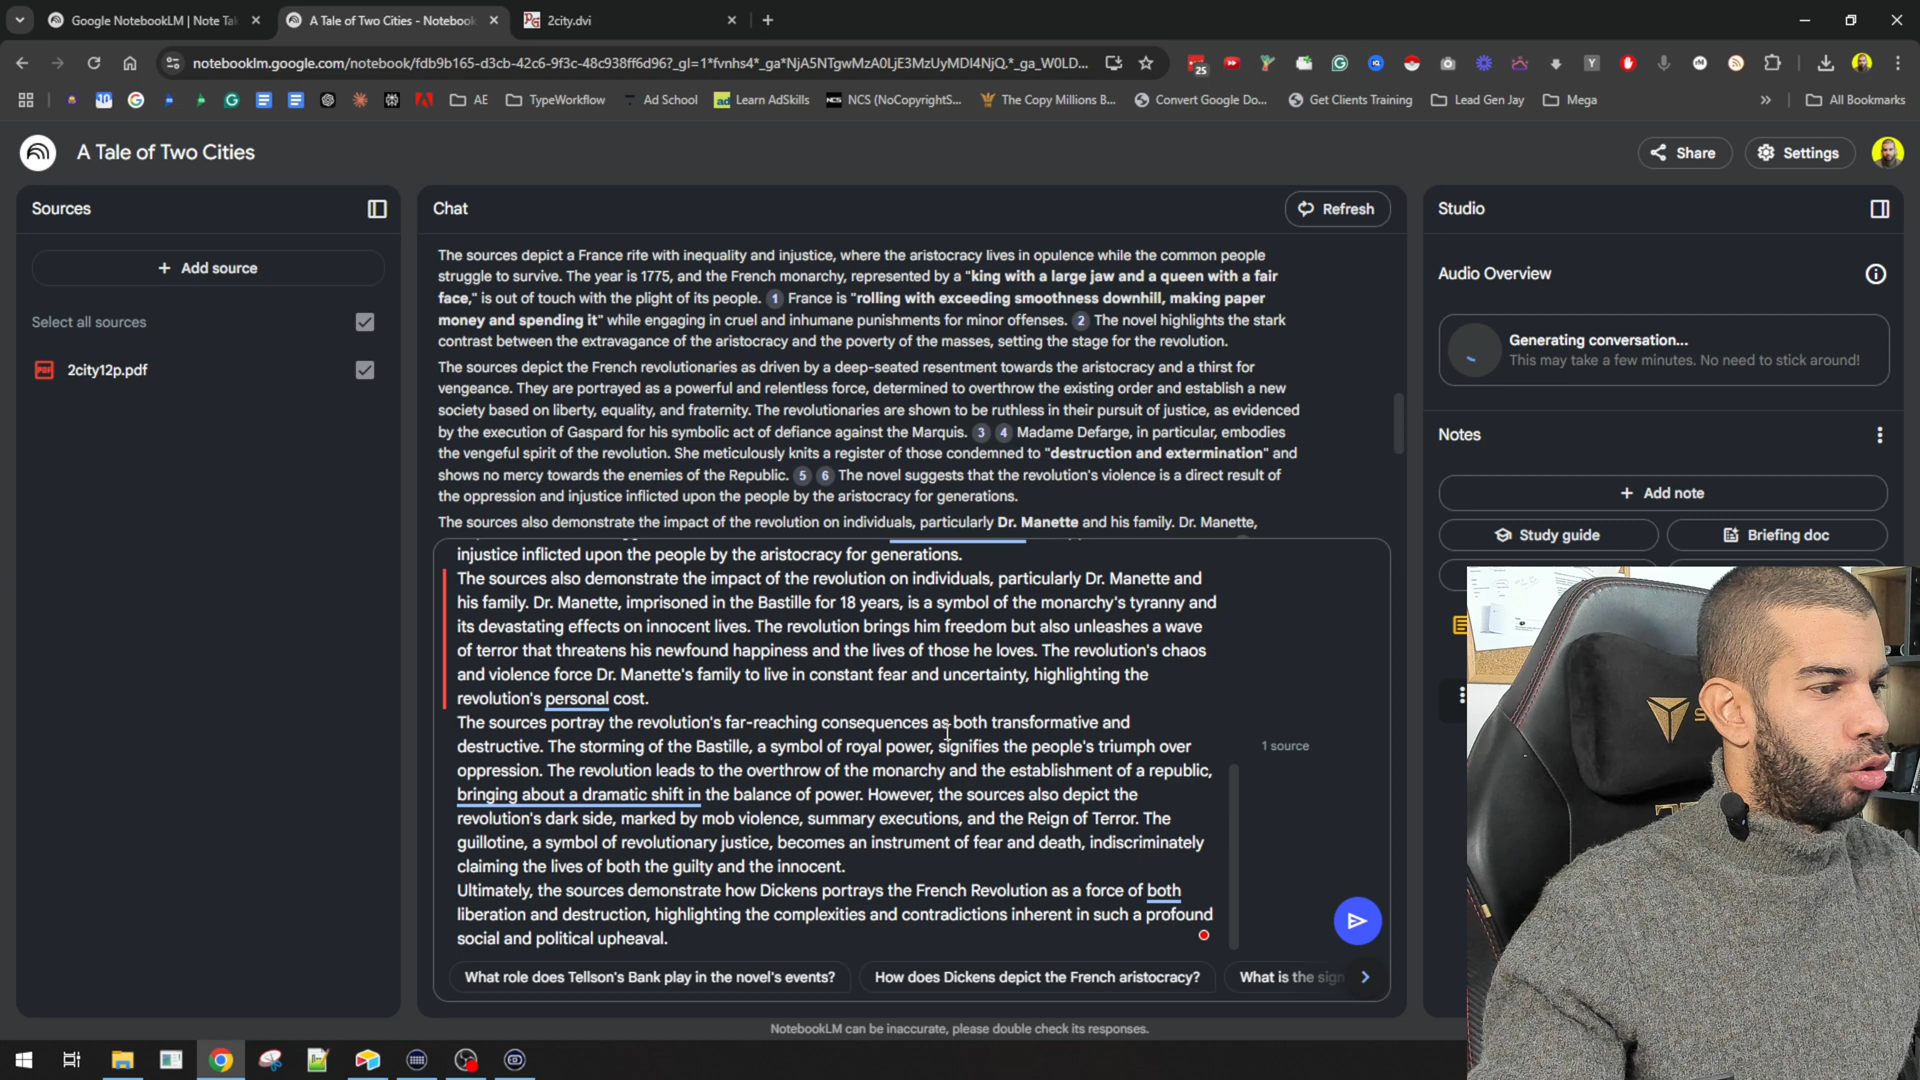 Google NotebookLM | Note Ta
A Tale of Two Cities - Noteboo
2city.dvi
notebooklm.google.com/notebook/fdb9b165-d3cb-42c6-9f3c-48c938ff6d96?_gl=1*fvnhs4*_ga*NjA5NTgwMzA0LjE3MzUyMDI4NjQ.*_ga_W0LD...
25
AE
TypeWorkflow
Ad School
Learn AdSkills
NCS (NoCopyrightS...
The Copy Millions B...
Convert Google Do...
Get Clients Training
Lead Gen Jay
Mega
All Bookmarks
A Tale of Two Cities
Share
Settings
Sources
Add source
Select all sources
2city12p.pdf
Chat
Refresh
The sources depict a France rife with inequality and injustice, where the aristocracy lives in opulence while the common people
struggle to survive. The year is 1775, and the French monarchy, represented by a "king with a large jaw and a queen with a fair
face," is out of touch with the plight of its people. 1 France is "rolling with exceeding smoothness downhill, making paper
money and spending it" while engaging in cruel and inhumane punishments for minor offenses. 2 The novel highlights the stark
contrast between the extravagance of the aristocracy and the poverty of the masses, setting the stage for the revolution.
The sources depict the French revolutionaries as driven by a deep-seated resentment towards the aristocracy and a thirst for
vengeance. They are portrayed as a powerful and relentless force, determined to overthrow the existing order and establish a new
society based on liberty, equality, and fraternity. The revolutionaries are shown to be ruthless in their pursuit of justice, as evidenced
by the execution of Gaspard for his symbolic act of defiance against the Marquis. 3 4 Madame Defarge, in particular, embodies
the vengeful spirit of the revolution. She meticulously knits a register of those condemned to "destruction and extermination" and
shows no mercy towards the enemies of the Republic. 5 6 The novel suggests that the revolution's violence is a direct result of
the oppression and injustice inflicted upon the people by the aristocracy for generations.
The sources also demonstrate the impact of the revolution on individuals, particularly Dr. Manette and his family. Dr. Manette,
injustice inflicted upon the people by the aristocracy for generations.
The sources also demonstrate the impact of the revolution on individuals, particularly Dr. Manette and
his family. Dr. Manette, imprisoned in the Bastille for 18 years, is a symbol of the monarchy's tyranny and
its devastating effects on innocent lives. The revolution brings him freedom but also unleashes a wave
of terror that threatens his newfound happiness and the lives of those he loves. The revolution's chaos
and violence force Dr. Manette's family to live in constant fear and uncertainty, highlighting the
revolution's personal cost.
The sources portray the revolution's far-reaching consequences as both transformative and
destructive. The storming of the Bastille, a symbol of royal power, signifies the people's triumph over
oppression. The revolution leads to the overthrow of the monarchy and the establishment of a republic,
bringing about a dramatic shift in the balance of power. However, the sources also depict the
revolution's dark side, marked by mob violence, summary executions, and the Reign of Terror. The
guillotine, a symbol of revolutionary justice, becomes an instrument of fear and death, indiscriminately
claiming the lives of both the guilty and the innocent.
Ultimately, the sources demonstrate how Dickens portrays the French Revolution as a force of both
liberation and destruction, highlighting the complexities and contradictions inherent in such a profound
social and political upheaval.
1 source
What role does Tellson's Bank play in the novel's events?
How does Dickens depict the French aristocracy?
What is the sign
NotebookLM can be inaccurate, please double check its responses.
Studio
Audio Overview
Generating conversation...
This may take a few minutes. No need to stick around!
Notes
Add note
Study guide
Briefing doc